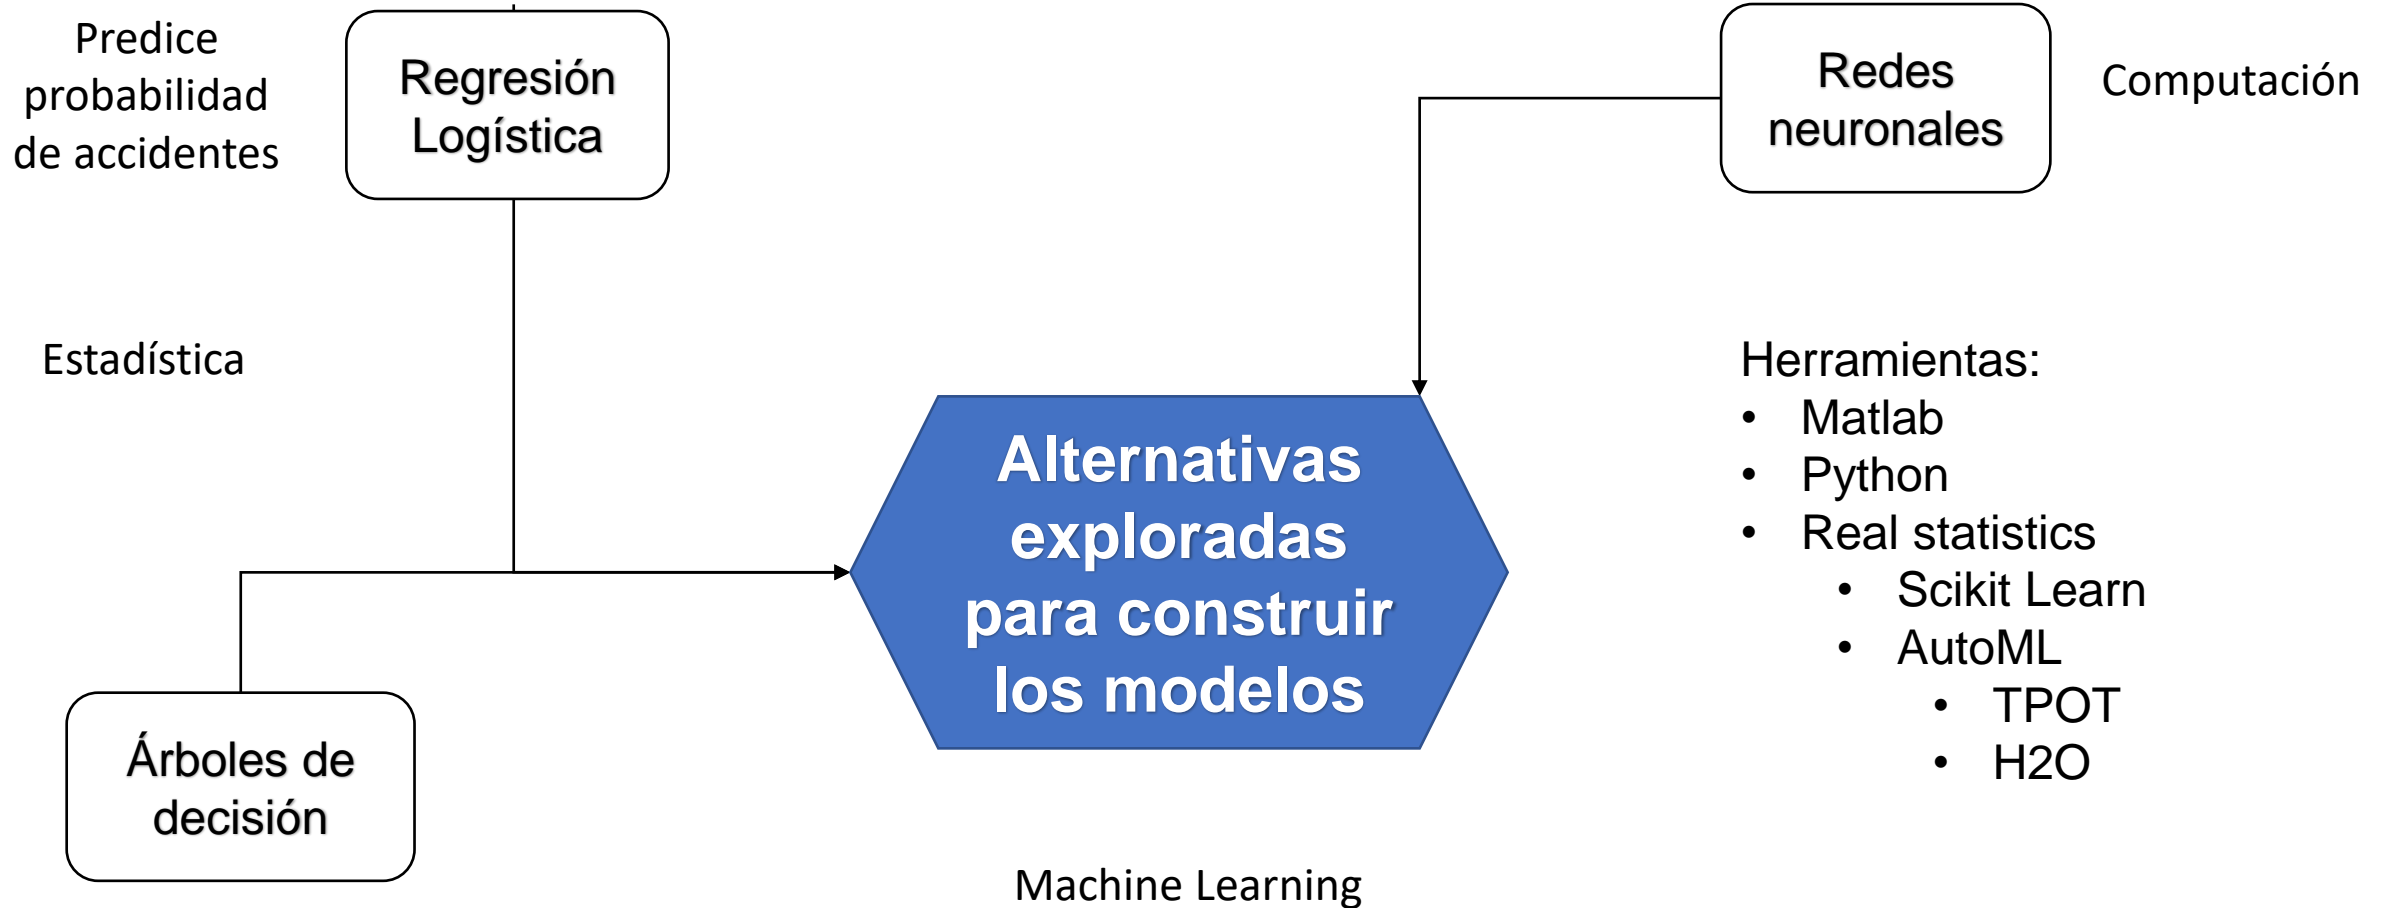 Predice
probabilidad
de accidentes
Regresión
Logística
Redes
neuronales
Computación
Estadística
Alternativas
exploradas
para construir
los modelos
Herramientas:
• Matlab
• Python
• Real statistics
• Scikit Learn
• AutoML
• TPOT
• H2O
Árboles de
decisión
Machine Learning